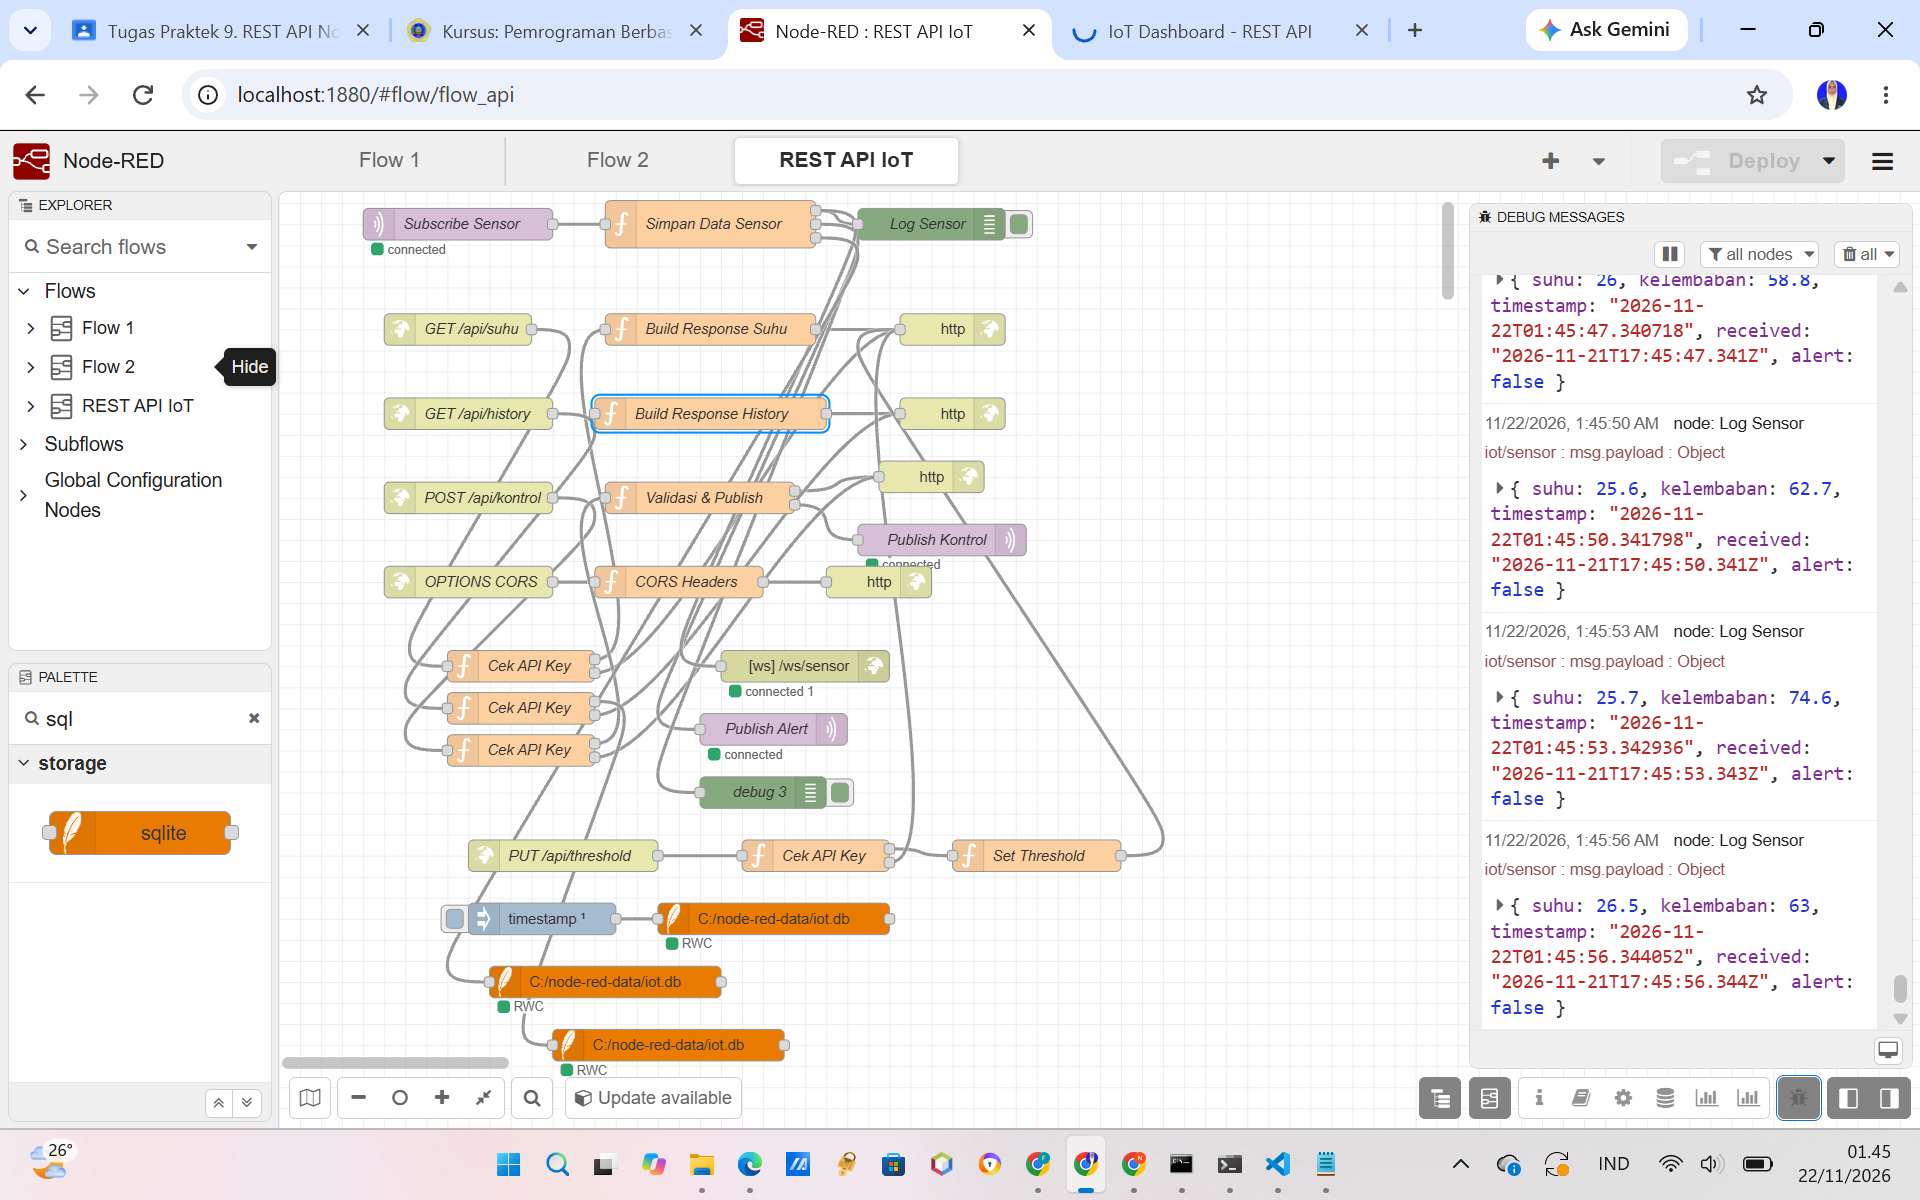 Tugas Praktek 9. REST API No
Kursus: Pemrograman Berbas
Node-RED : REST API IoT
IoT Dashboard - REST API
Ask Gemini
localhost:1880/#flow/flow_api
Node-RED
Flow 1
Flow 2
REST API IoT
Deploy
EXPLORER
Search flows
Flows
Flow 1
Flow 2
Hide
REST API IoT
Subflows
Global Configuration
Nodes
PALETTE
sql
storage
sqlite
Subscribe Sensor
connected
Simpan Data Sensor
Log Sensor
GET /api/suhu
Build Response Suhu
http
GET /api/history
Build Response History
http
http
POST /api/kontrol
Validasi & Publish
Publish Kontrol
connected
OPTIONS CORS
CORS Headers
http
Cek API Key
[ws] /ws/sensor
connected 1
Cek API Key
Publish Alert
connected
Cek API Key
debug 3
PUT /api/threshold
Cek API Key
Set Threshold
timestamp ¹
C:/node-red-data/iot.db
RWC
C:/node-red-data/iot.db
RWC
C:/node-red-data/iot.db
RWC
Update available
DEBUG MESSAGES
all nodes
all
{ suhu: 26, kelembaban: 58.8,
timestamp: "2026-11-
22T01:45:47.340718", received:
"2026-11-21T17:45:47.341Z", alert:
false }
11/22/2026, 1:45:50 AM node: Log Sensor
iot/sensor : msg.payload : Object
{ suhu: 25.6, kelembaban: 62.7,
timestamp: "2026-11-
22T01:45:50.341798", received:
"2026-11-21T17:45:50.341Z", alert:
false }
11/22/2026, 1:45:53 AM node: Log Sensor
iot/sensor : msg.payload : Object
{ suhu: 25.7, kelembaban: 74.6,
timestamp: "2026-11-
22T01:45:53.342936", received:
"2026-11-21T17:45:53.343Z", alert:
false }
11/22/2026, 1:45:56 AM node: Log Sensor
iot/sensor : msg.payload : Object
{ suhu: 26.5, kelembaban: 63,
timestamp: "2026-11-
22T01:45:56.344052", received:
"2026-11-21T17:45:56.344Z", alert:
false }
26°
IND
01.45
22/11/2026